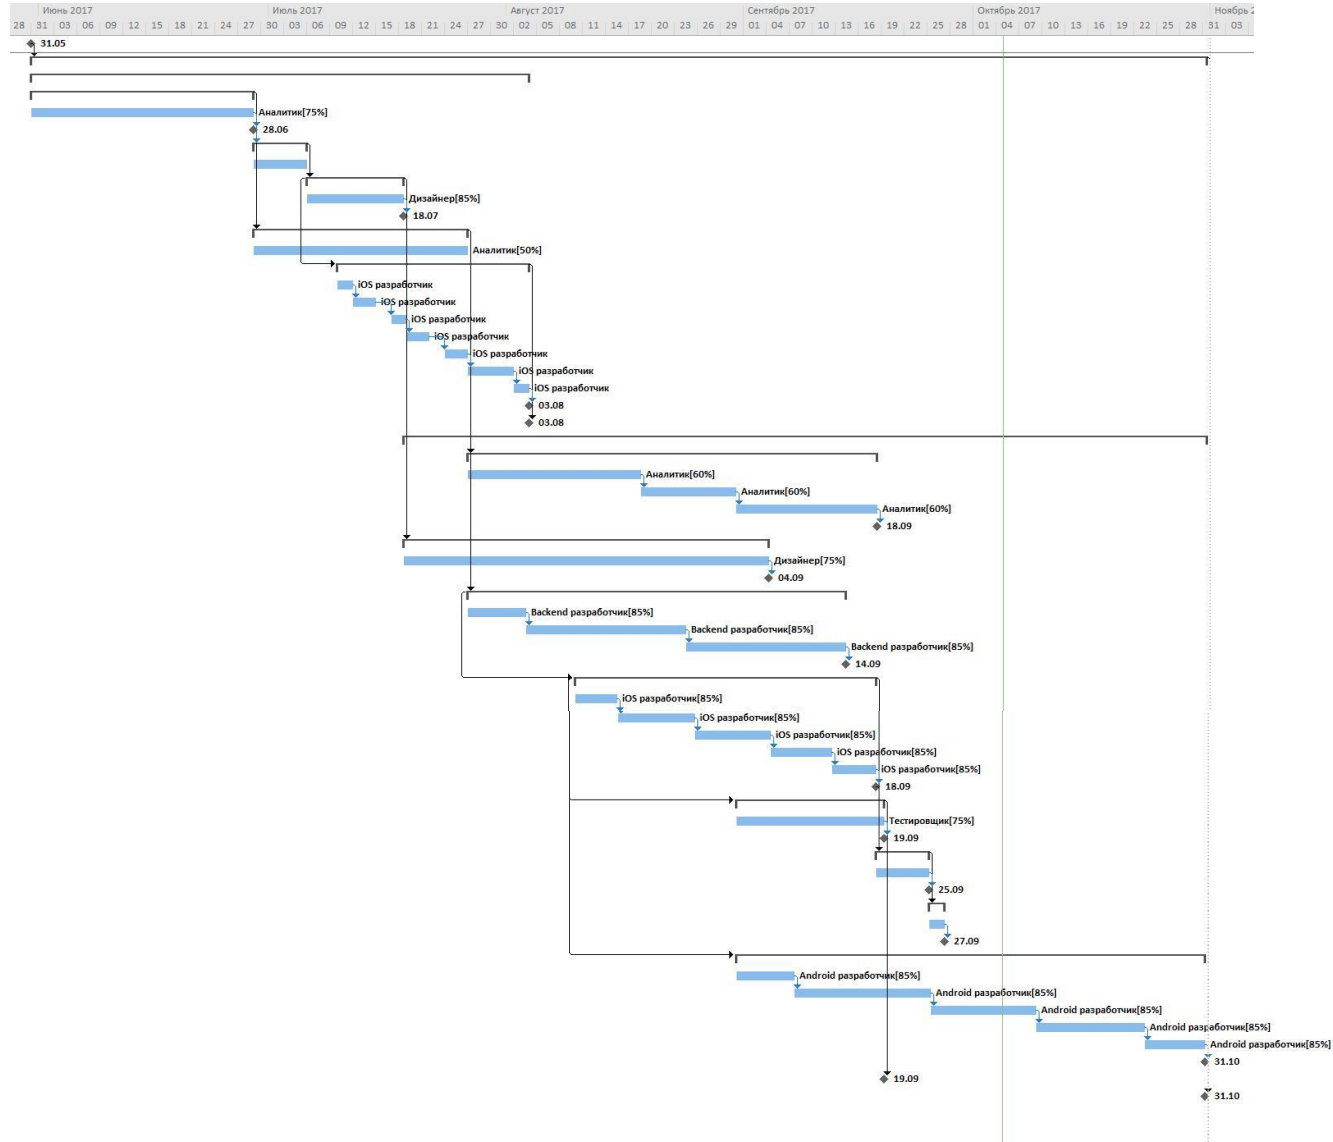 Июнь 2017 Июль 2017 Август 2017 Сентябрь 2017 Октябрь 2017 Ноябрь 2
28 31 03 06 09 12 15 18 21 24 27 30 03 06 09 12 15 18 21 24 27 30 02 05 08 11 14 17 20 23 26 29 01 04 07 10 13 16 19 22 25 28 01 04 07 10 13 16 19 22 25 28 31 03
31.05
Аналитик[75%]
28.06
Дизайнер[85%]
18.07
Аналитик[50%]
iOS разработчик
iOS разработчик
iOS разработчик
iOS разработчик
iOS разработчик
iOS разработчик
iOS разработчик
03.08
03.08
Аналитик[60%]
Аналитик[60%]
Аналитик[60%]
18.09
Дизайнер[75%]
04.09
Backend разработчик[85%]
Backend разработчик[85%]
Backend разработчик[85%]
14.09
iOS разработчик[85%]
iOS разработчик[85%]
iOS разработчик[85%]
iOS разработчик[85%]
iOS разработчик[85%]
18.09
Тестировщик[75%]
19.09
25.09
27.09
Android разработчик[85%]
Android разработчик[85%]
Android разработчик[85%]
Android разработчик[85%]
Android разработчик[85%]
31.10
19.09
31.10